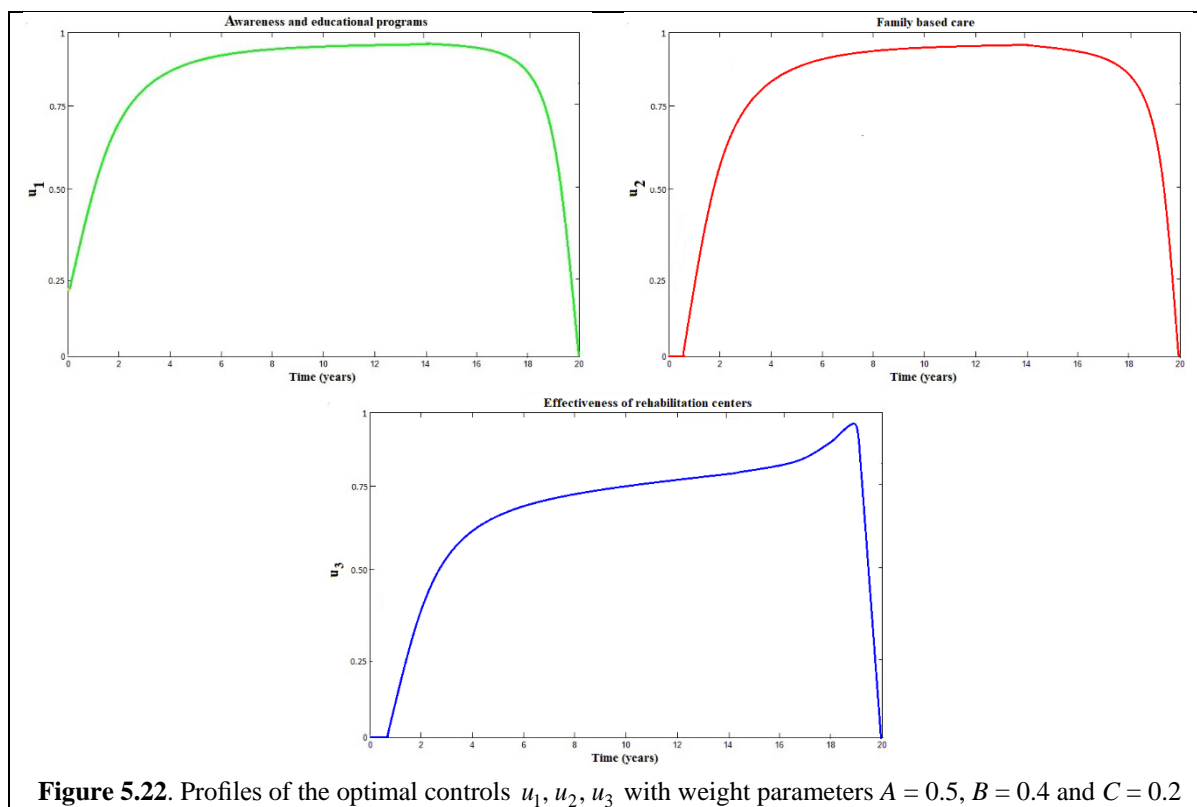 Awareness and educational programs
1
0.75
0.50
0.25
0
u1
0 2 4 6 8 10 12 14 16 18 20
Time (years)
Family based care
1
0.75
0.50
0.25
0
u2
0 2 4 6 8 10 12 14 16 18 20
Time (years)
Effectiveness of rehabilitation centers
1
0.75
0.50
0.25
0
u3
0 2 4 6 8 10 12 14 16 18 20
Time (years)
Figure 5.22. Profiles of the optimal controls u1, u2, u3 with weight parameters A = 0.5, B = 0.4 and C = 0.2